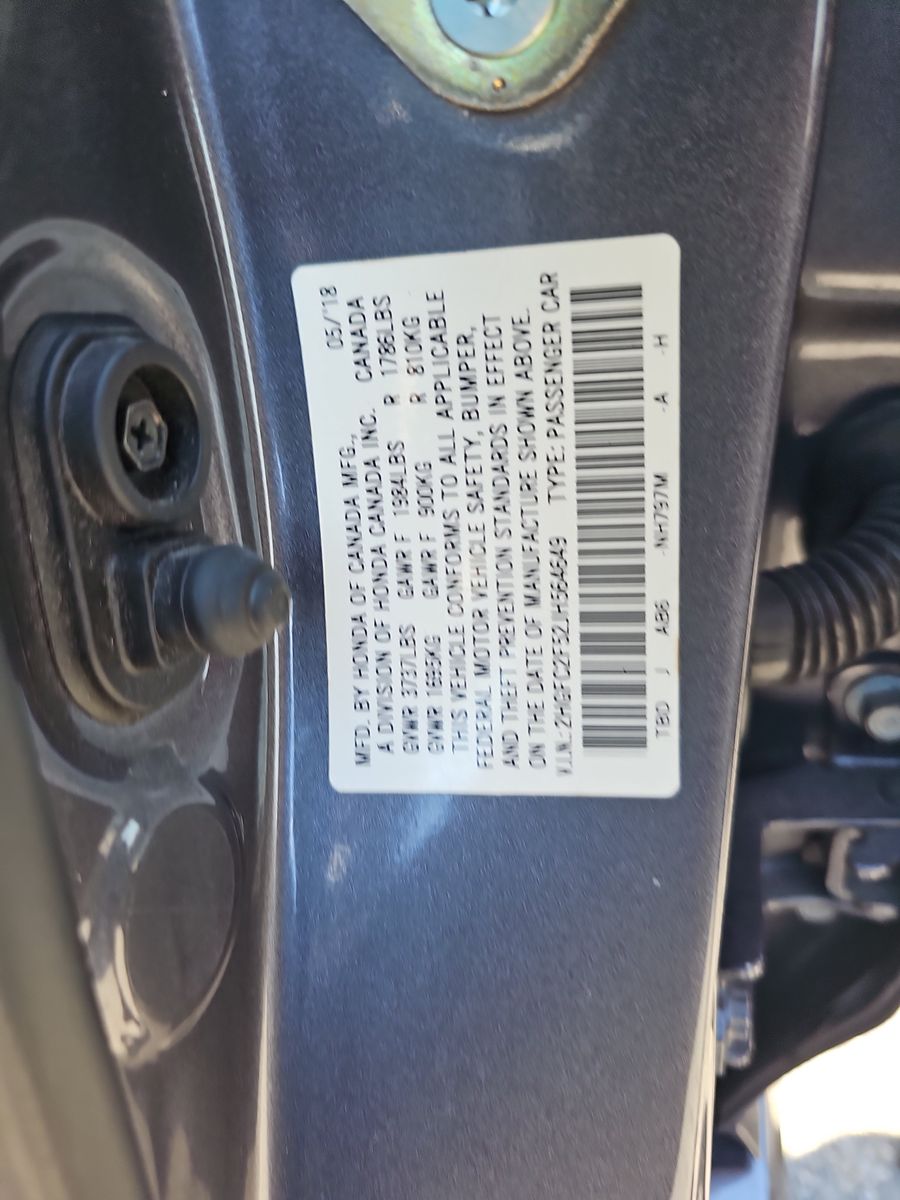 05/'18
MFD. BY HONDA OF CANADA MFG.,
A DIVISION OF HONDA CANADA INC. CANADA
GVWR 3737LBS GAWR F 1984LBS R 1786LBS
GVWR 1695KG GAWR F 900KG R 810KG
THIS VEHICLE CONFORMS TO ALL APPLICABLE
FEDERAL MOTOR VEHICLE SAFETY, BUMPER,
AND THEFT PREVENTION STANDARDS IN EFFECT
ON THE DATE OF MANUFACTURE SHOWN ABOVE.
V.I.N.: 2HGFC2F52JH564649 TYPE: PASSENGER CAR
TBD J AB6 -NH797M -A -H